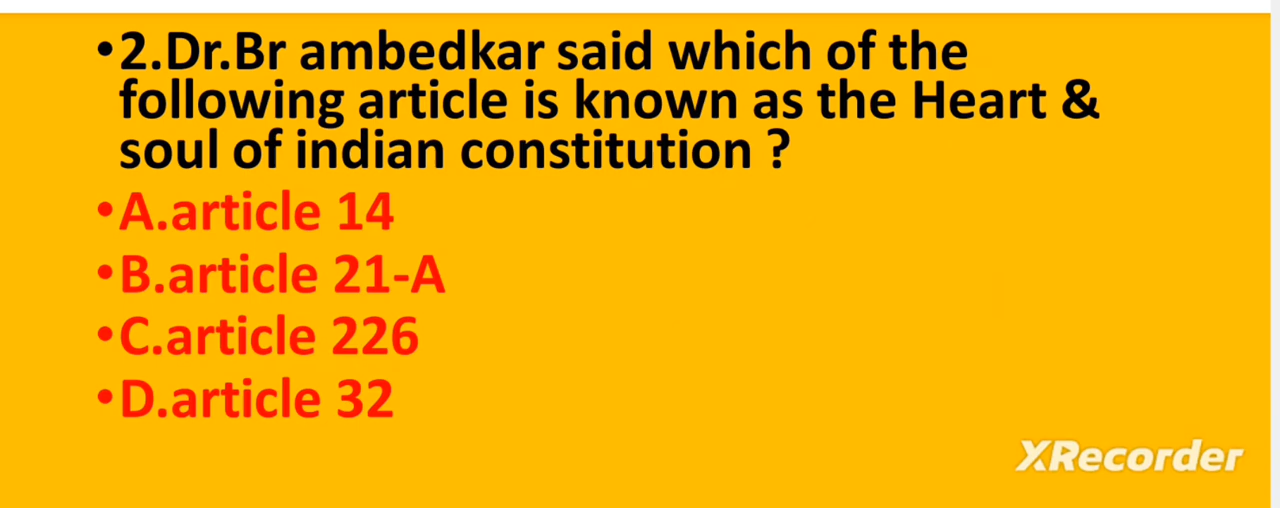 •2.Dr.Br ambedkar said which of the
following article is known as the Heart &
soul of indian constitution ?
•A.article 14
•B.article 21-A
•C.article 226
•D.article 32
XRecorder